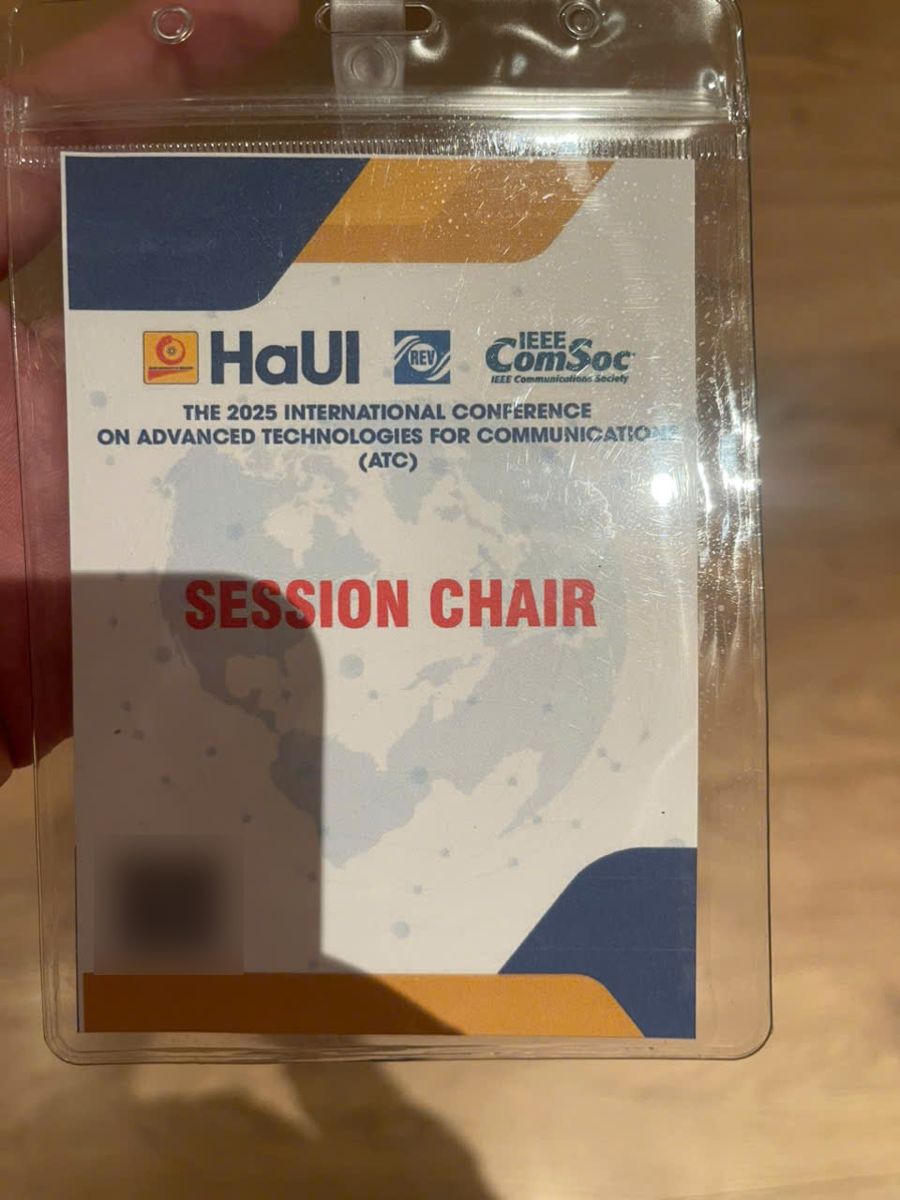 HaUI
REV
IEEE
ComSoc
IEEE Communications Society
THE 2025 INTERNATIONAL CONFERENCE
ON ADVANCED TECHNOLOGIES FOR COMMUNICATIONS
(ATC)
SESSION CHAIR